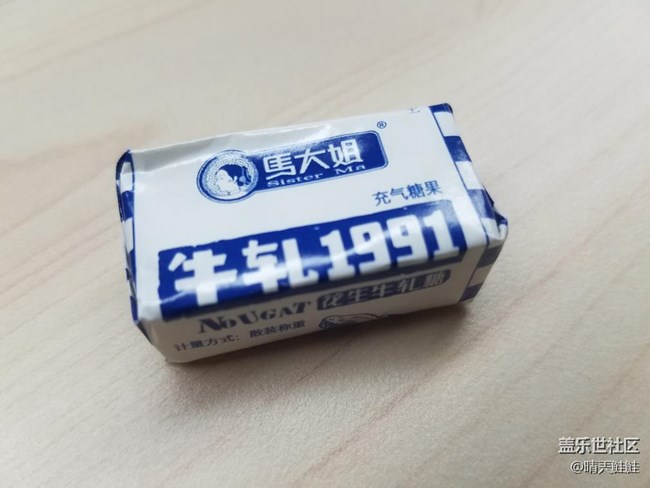 馬大姐®
Sister Ma
充气糖果
牛轧1991
NOUGAT 花生牛轧糖
计量方式：散装称重
盖乐世社区
@晴天娃娃